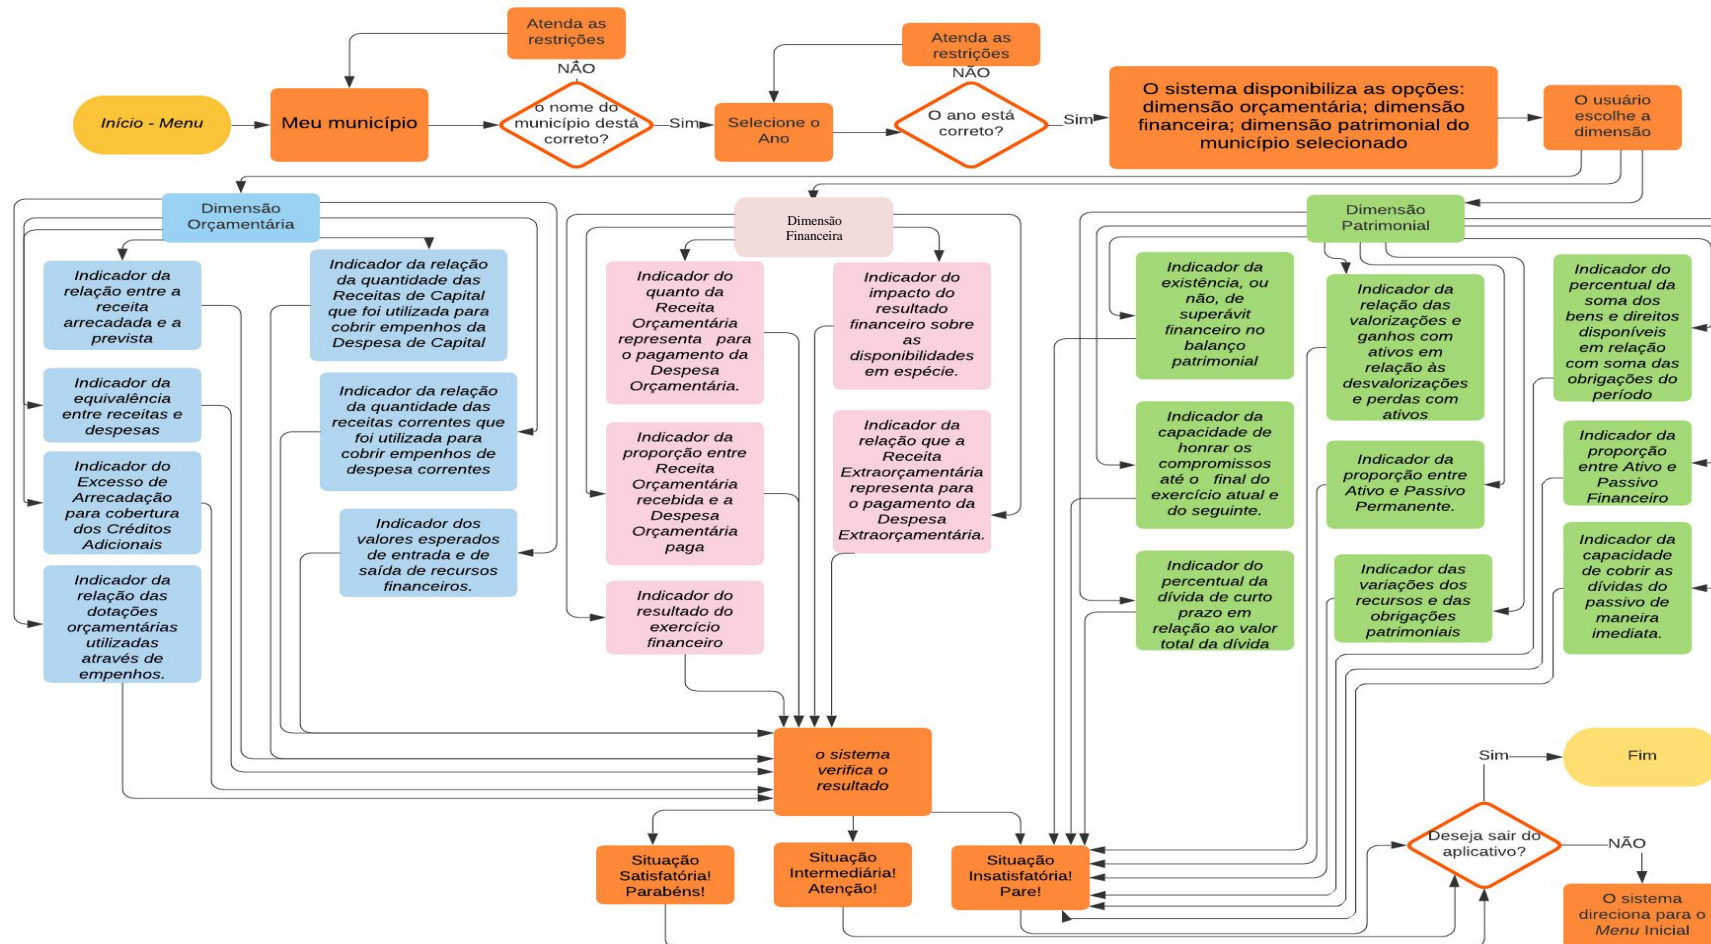 Atenda as
restrições
NÃO
Início - Menu
Meu município
o nome do
município destá
correto?
Sim
Selecione o
Ano
Atenda as
restrições
NÃO
O ano está
correto?
Sim
O sistema disponibiliza as opções:
dimensão orçamentária; dimensão
financeira; dimensão patrimonial do
município selecionado
O usuário
escolhe a
dimensão
Dimensão
Orçamentária
Indicador da
relação entre a
receita
arrecadada e a
prevista
Indicador da
equivalência
entre receitas e
despesas
Indicador do
Excesso de
Arrecadação
para cobertura
dos Créditos
Adicionais
Indicador da
relação das
dotações
orçamentárias
utilizadas
através de
empenhos.
Indicador da relação
da quantidade das
Receitas de Capital
que foi utilizada para
cobrir empenhos da
Despesa de Capital
Indicador da relação
da quantidade das
receitas correntes que
foi utilizada para
cobrir empenhos de
despesa correntes
Indicador dos
valores esperados
de entrada e de
saída de recursos
financeiros.
Dimensão
Financeira
Indicador do
quanto da
Receita
Orçamentária
representa para
o pagamento da
Despesa
Orçamentária.
Indicador da
proporção entre
Receita
Orçamentária
recebida e a
Despesa
Orçamentária
paga
Indicador do
resultado do
exercício
financeiro
Indicador do
impacto do
resultado
financeiro sobre
as
disponibilidades
em espécie.
Indicador da
relação que a
Receita
Extraorçamentária
representa para
o pagamento da
Despesa
Extraorçamentária.
Dimensão
Patrimonial
Indicador da
existência, ou
não, de
superávit
financeiro no
balanço
patrimonial
Indicador da
capacidade de
honrar os
compromissos
até o final do
exercício atual e
do seguinte.
Indicador do
percentual da
dívida de curto
prazo em
relação ao valor
total da dívida
Indicador da
relação das
valorizações e
ganhos com
ativos em
relação às
desvalorizações
e perdas com
ativos
Indicador da
proporção entre
Ativo e Passivo
Permanente.
Indicador das
variações dos
recursos e das
obrigações
patrimoniais
Indicador do
percentual da
soma dos
bens e direitos
disponíveis
em relação
com soma das
obrigações do
período
Indicador da
proporção
entre Ativo e
Passivo
Financeiro
Indicador da
capacidade
de cobrir as
dívidas do
passivo de
maneira
imediata.
o sistema
verifica o
resultado
Situação
Satisfatória!
Parabéns!
Situação
Intermediária!
Atenção!
Situação
Insatisfatória!
Pare!
Deseja sair do
aplicativo?
Sim
Fim
NÃO
O sistema
direciona para o
Menu Inicial